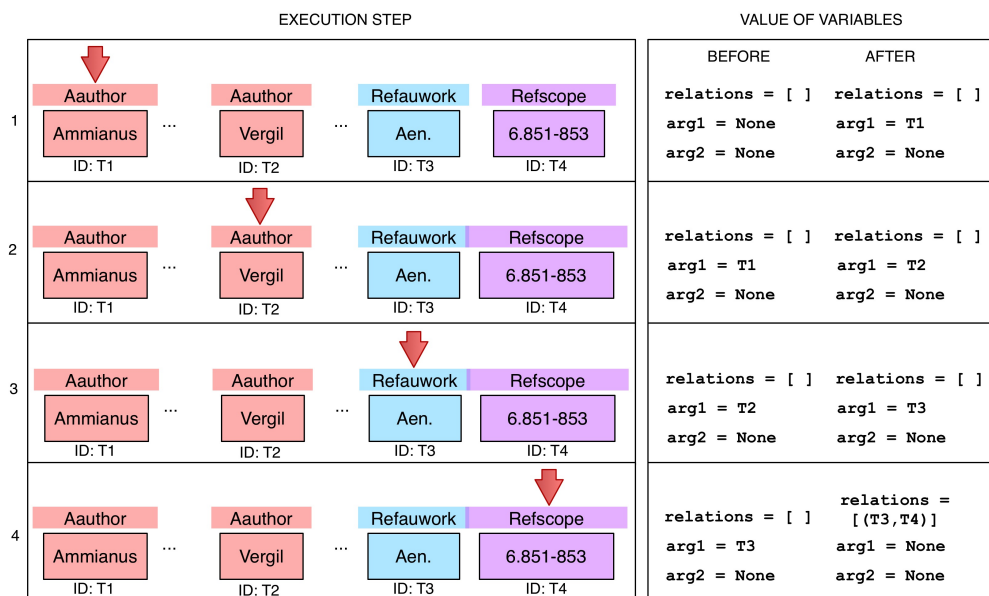 EXECUTION STEP VALUE OF VARIABLES
BEFORE AFTER
1
Aauthor Aauthor Refauwork Refscope
Ammianus ... Vergil ... Aen. 6.851-853
ID: T1 ID: T2 ID: T3 ID: T4
relations = [ ] relations = [ ]
arg1 = None arg1 = T1
arg2 = None arg2 = None
2
Aauthor Aauthor Refauwork Refscope
Ammianus ... Vergil ... Aen. 6.851-853
ID: T1 ID: T2 ID: T3 ID: T4
relations = [ ] relations = [ ]
arg1 = T1 arg1 = T2
arg2 = None arg2 = None
3
Aauthor Aauthor Refauwork Refscope
Ammianus ... Vergil ... Aen. 6.851-853
ID: T1 ID: T2 ID: T3 ID: T4
relations = [ ] relations = [ ]
arg1 = T2 arg1 = T3
arg2 = None arg2 = None
4
Aauthor Aauthor Refauwork Refscope
Ammianus ... Vergil ... Aen. 6.851-853
ID: T1 ID: T2 ID: T3 ID: T4
relations = [ ] relations =
[(T3,T4)]
arg1 = T3 arg1 = None
arg2 = None arg2 = None